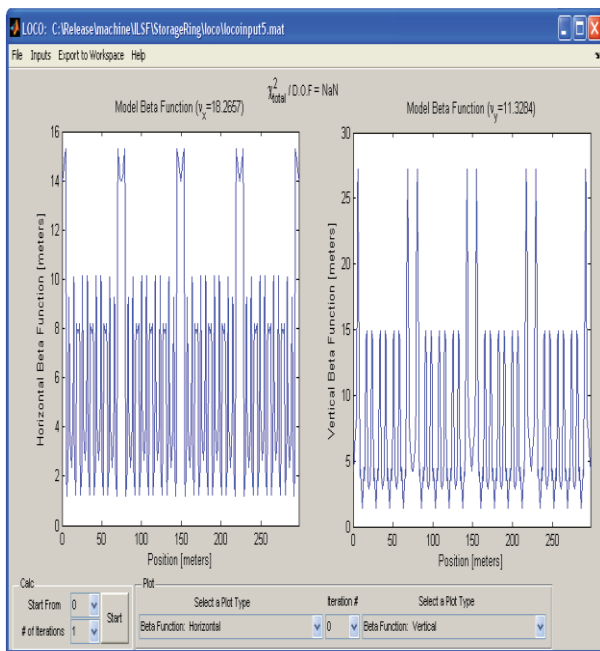 LOCO: C:\Release\machine\ILSF\StorageRing\loco\locoinput5.mat
File Inputs Export to Workspace Help
χ²total / D.O.F = NaN
Model Beta Function (νx=18.2657)
Model Beta Function (νy=11.3284)
16
14
12
10
8
6
4
2
0
Horizontal Beta Function [meters]
0 50 100 150 200 250
Position [meters]
30
25
20
15
10
5
0
Vertical Beta Function [meters]
0 50 100 150 200 250
Position [meters]
Calc
Start From 0
# of Iterations 1
Start
Plot
Select a Plot Type Iteration # Select a Plot Type
Beta Function: Horizontal 0 Beta Function: Vertical